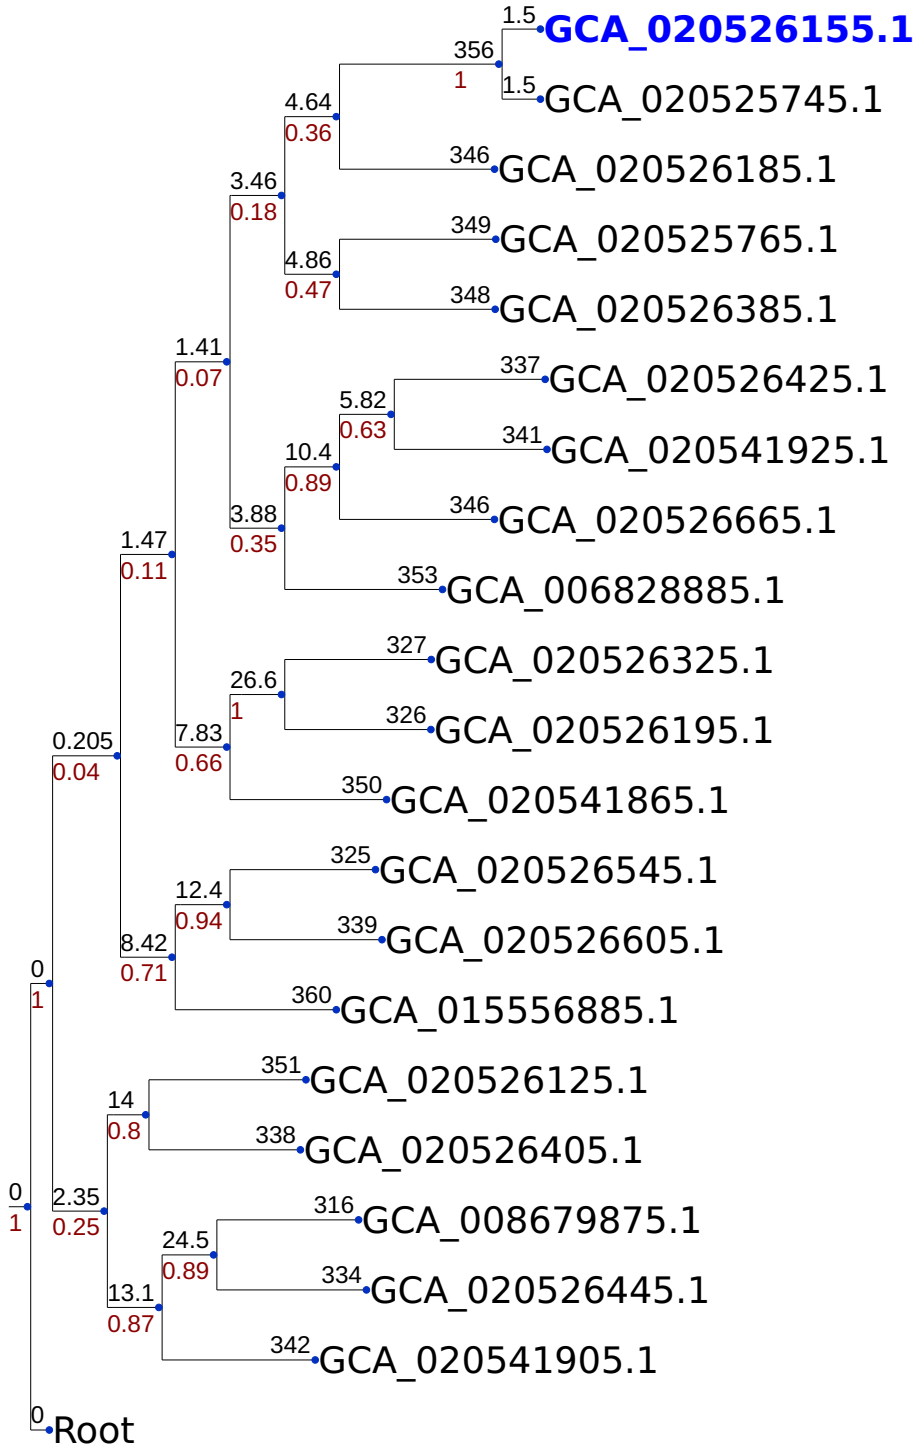 1.5
GCA_020526155.1
356
1
1.5
GCA_020525745.1
4.64
0.36
346
GCA_020526185.1
3.46
0.18
349
GCA_020525765.1
4.86
0.47
348
GCA_020526385.1
1.41
0.07
337
GCA_020526425.1
5.82
0.63
341
GCA_020541925.1
10.4
0.89
346
GCA_020526665.1
3.88
0.35
353
GCA_006828885.1
1.47
0.11
327
GCA_020526325.1
26.6
1
326
GCA_020526195.1
7.83
0.66
350
GCA_020541865.1
0.205
0.04
325
GCA_020526545.1
12.4
0.94
339
GCA_020526605.1
8.42
0.71
360
GCA_015556885.1
0
1
351
GCA_020526125.1
14
0.8
338
GCA_020526405.1
0
1
2.35
0.25
316
GCA_008679875.1
24.5
0.89
334
GCA_020526445.1
13.1
0.87
342
GCA_020541905.1
0
Root